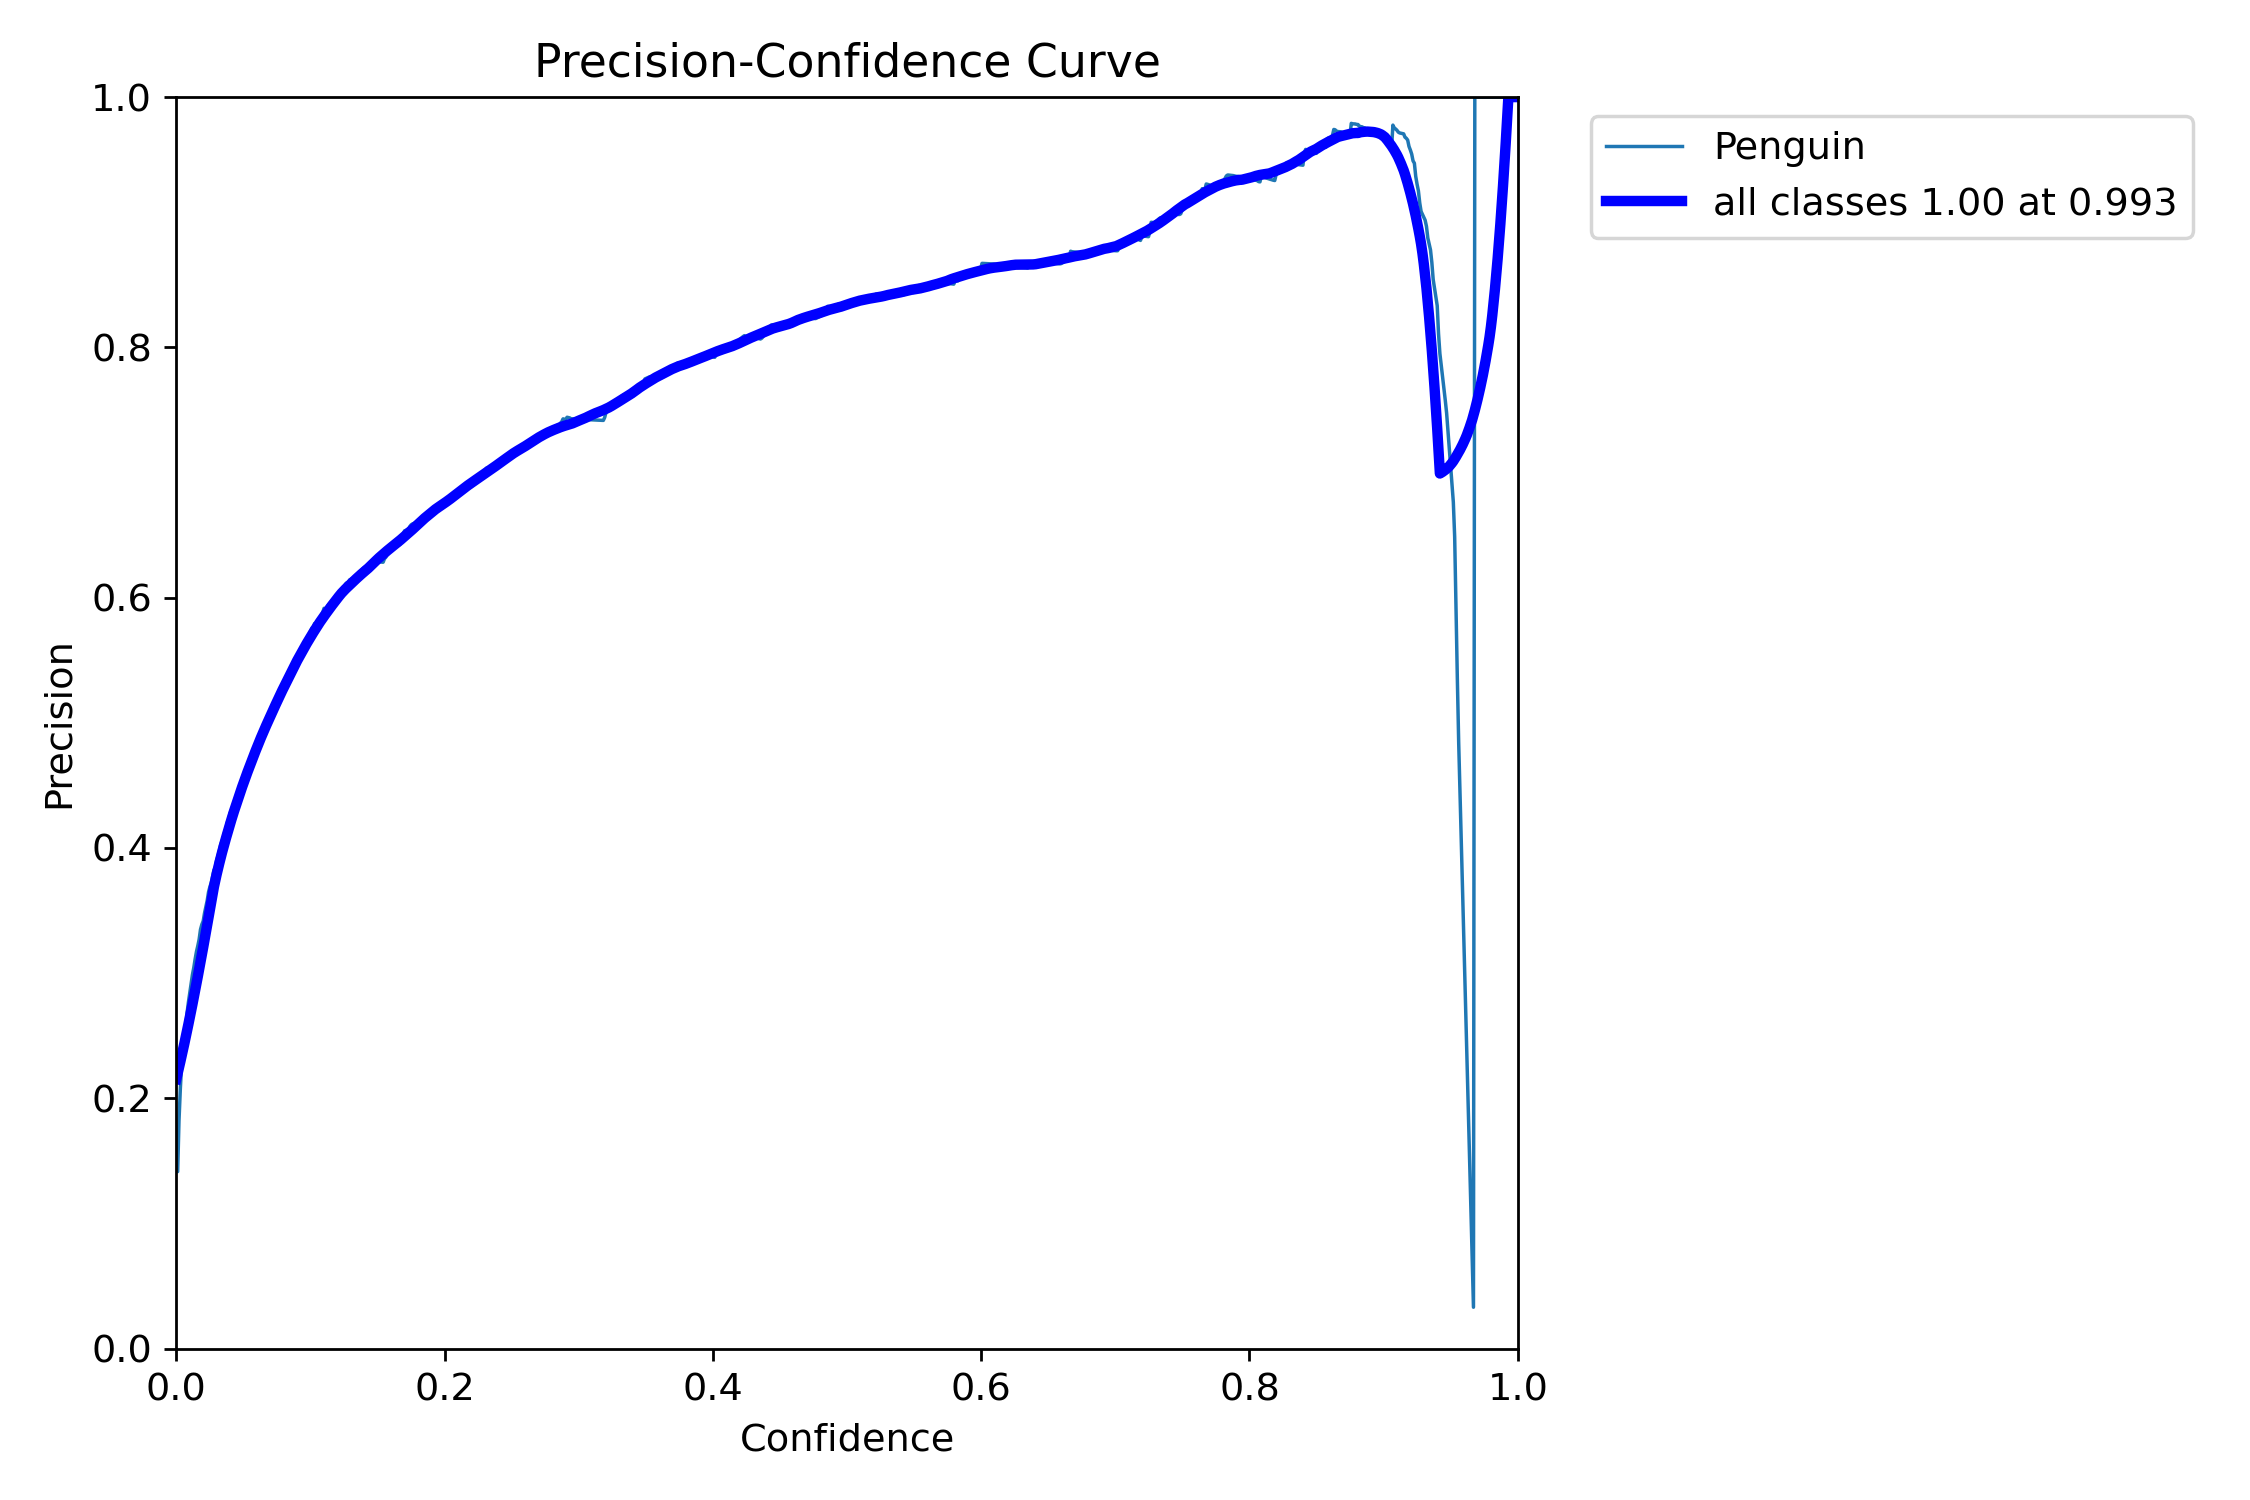 Precision-Confidence Curve
1.0
0.8
0.6
0.4
0.2
0.0
Precision
0.0 0.2 0.4 0.6 0.8 1.0
Confidence
Penguin
all classes 1.00 at 0.993